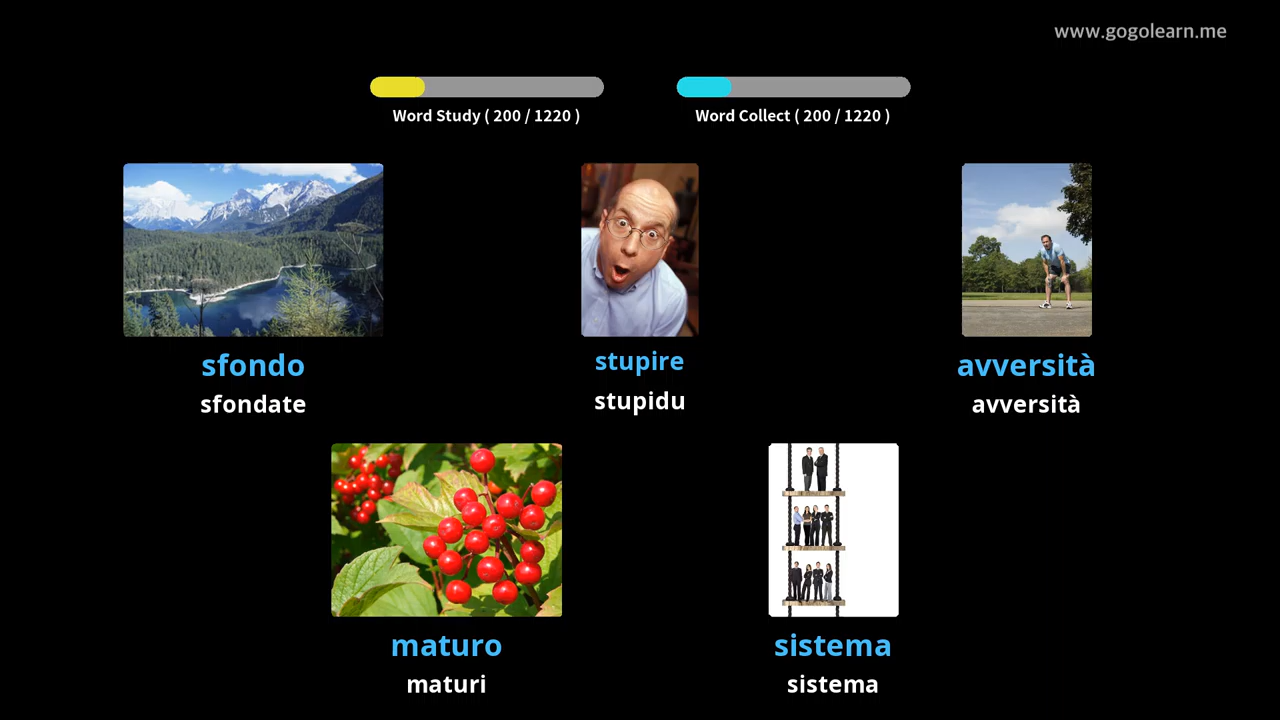 www.gogolearn.me
Word Study ( 200 / 1220 )
Word Collect ( 200 / 1220 )
sfondo
sfondate
stupire
stupidu
avversità
avversità
maturo
maturi
sistema
sistema